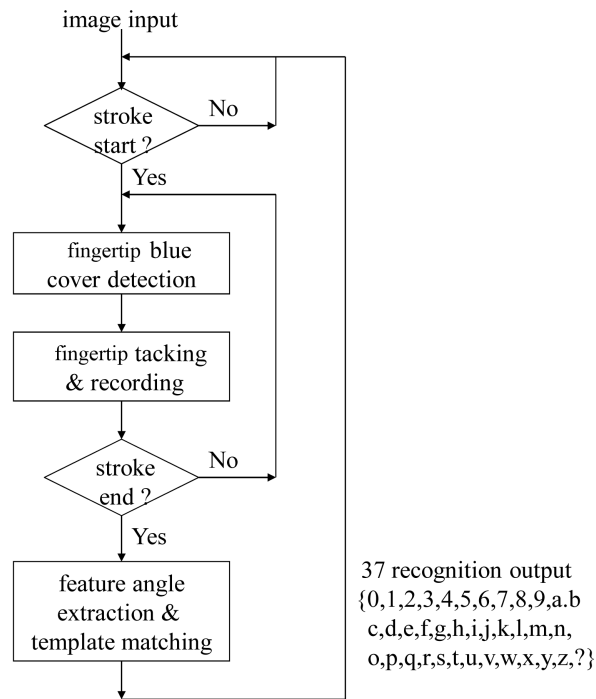 image input
stroke
start ?
No
Yes
fingertip blue
cover detection
fingertip tacking
& recording
stroke
end ?
No
Yes
feature angle
extraction &
template matching
37 recognition output
{0,1,2,3,4,5,6,7,8,9,a.b
c,d,e,f,g,h,i,j,k,l,m,n,
o,p,q,r,s,t,u,v,w,x,y,z,?}